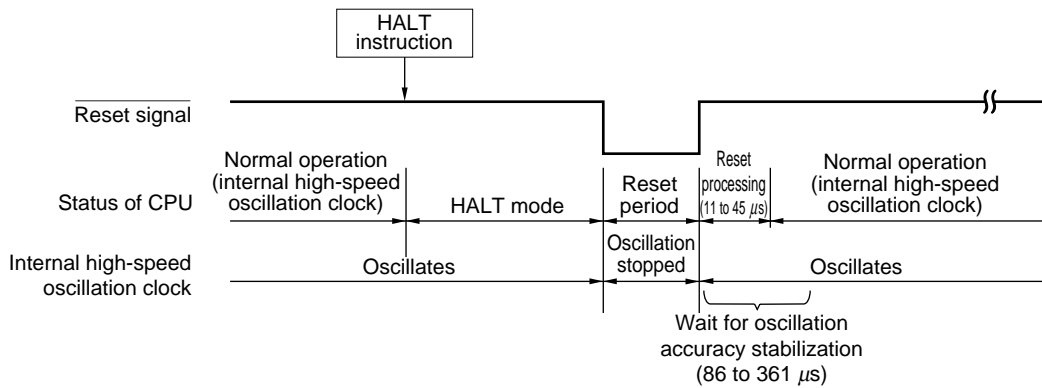 HALT
instruction
Reset signal
Status of CPU
Normal operation
(internal high-speed
oscillation clock)
HALT mode
Reset
period
Reset
processing
(11 to 45 μs)
Normal operation
(internal high-speed
oscillation clock)
Internal high-speed
oscillation clock
Oscillates
Oscillation
stopped
Oscillates
Wait for oscillation
accuracy stabilization
(86 to 361 μs)